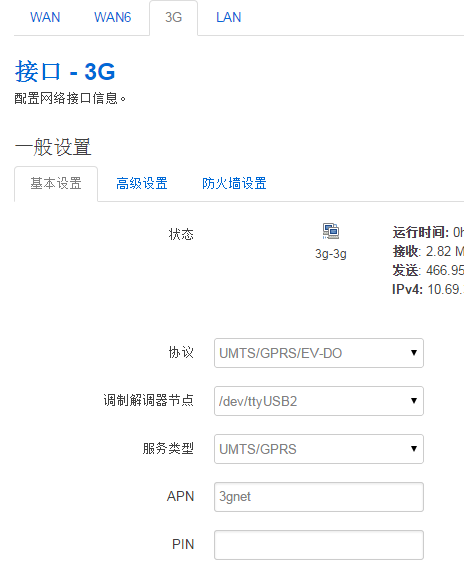 WAN WAN6 3G LAN
接口 - 3G
配置网络接口信息。
一般设置
基本设置 高级设置 防火墙设置
状态
3g-3g
运行时间: 0h
接收: 2.82 M
发送: 466.95
IPv4: 10.69.
协议 UMTS/GPRS/EV-DO
调制解调器节点 /dev/ttyUSB2
服务类型 UMTS/GPRS
APN 3gnet
PIN